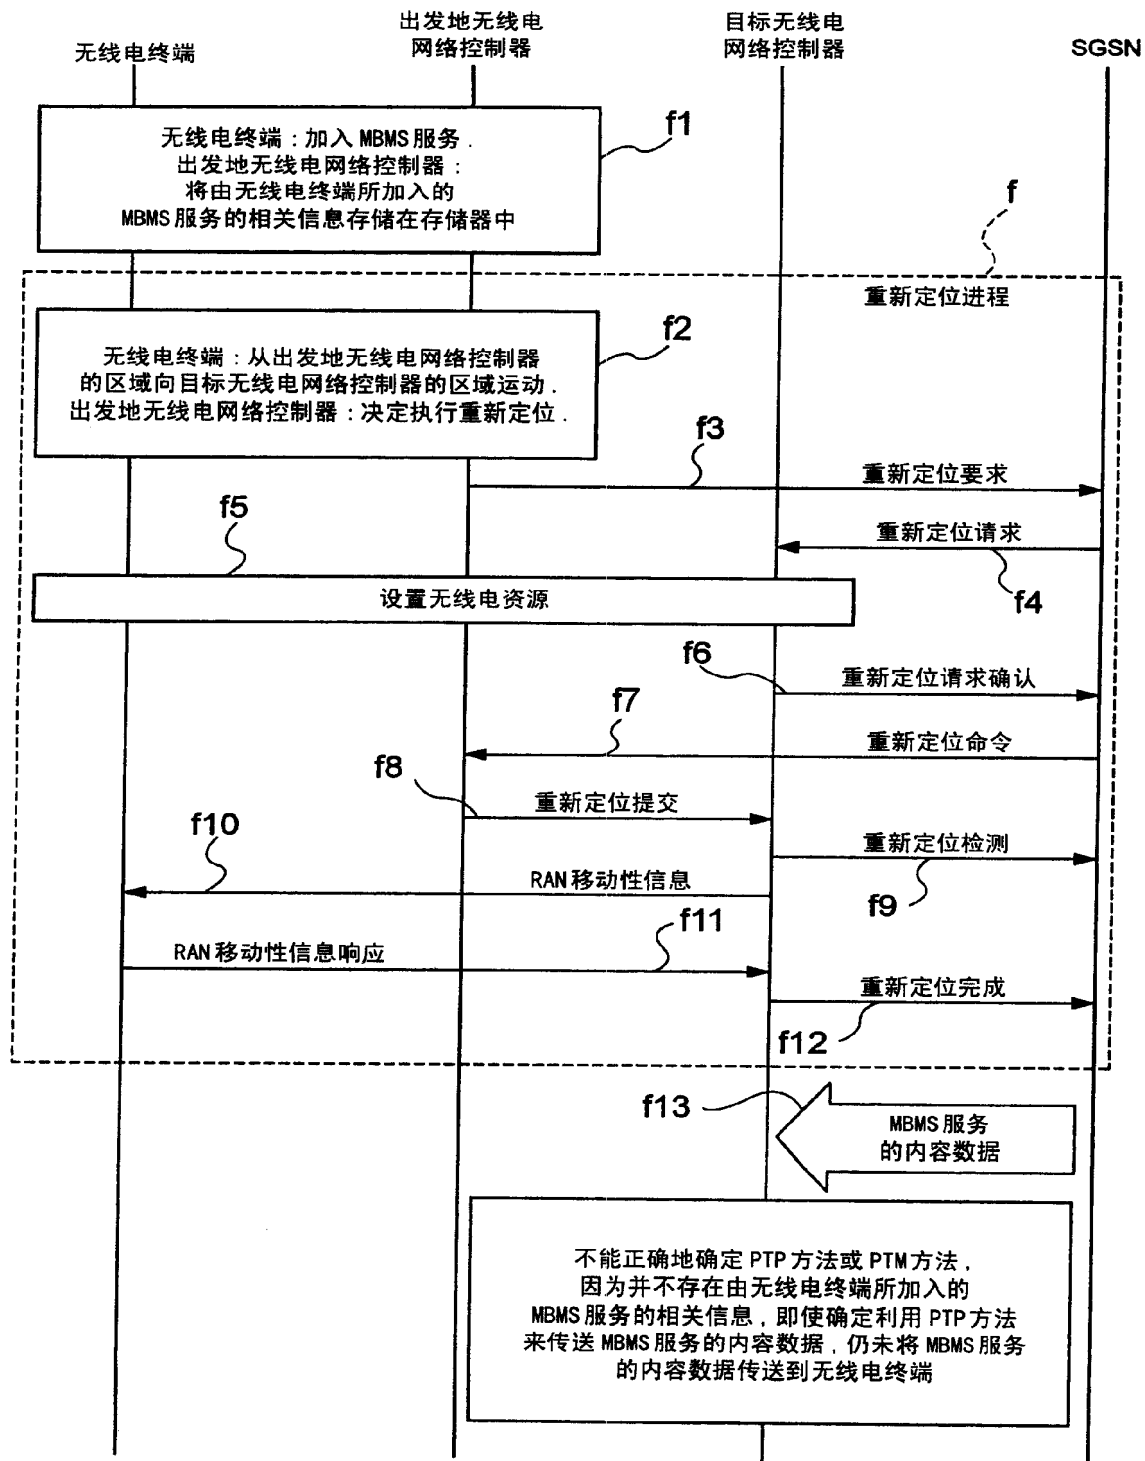 无线电终端
出发地无线电
网络控制器
目标无线电
网络控制器
SGSN
无线电终端：加入 MBMS 服务．
出发地无线电网络控制器：
将由无线电终端所加入的
MBMS 服务的相关信息存储在存储器中
f1
f
重新定位进程
无线电终端：从出发地无线电网络控制器
的区域向目标无线电网络控制器的区域运动．
出发地无线电网络控制器：决定执行重新定位．
f2
f3
重新定位要求
重新定位请求
f4
f5
设置无线电资源
f6
重新定位请求确认
f7
重新定位命令
f8
重新定位提交
重新定位检测
f9
f10
RAN 移动性信息
f11
RAN 移动性信息响应
重新定位完成
f12
f13
MBMS 服务
的内容数据
不能正确地确定 PTP 方法或 PTM 方法，
因为并不存在由无线电终端所加入的
MBMS 服务的相关信息，即使确定利用 PTP 方法
来传送 MBMS 服务的内容数据，仍未将 MBMS 服务
的内容数据传送到无线电终端